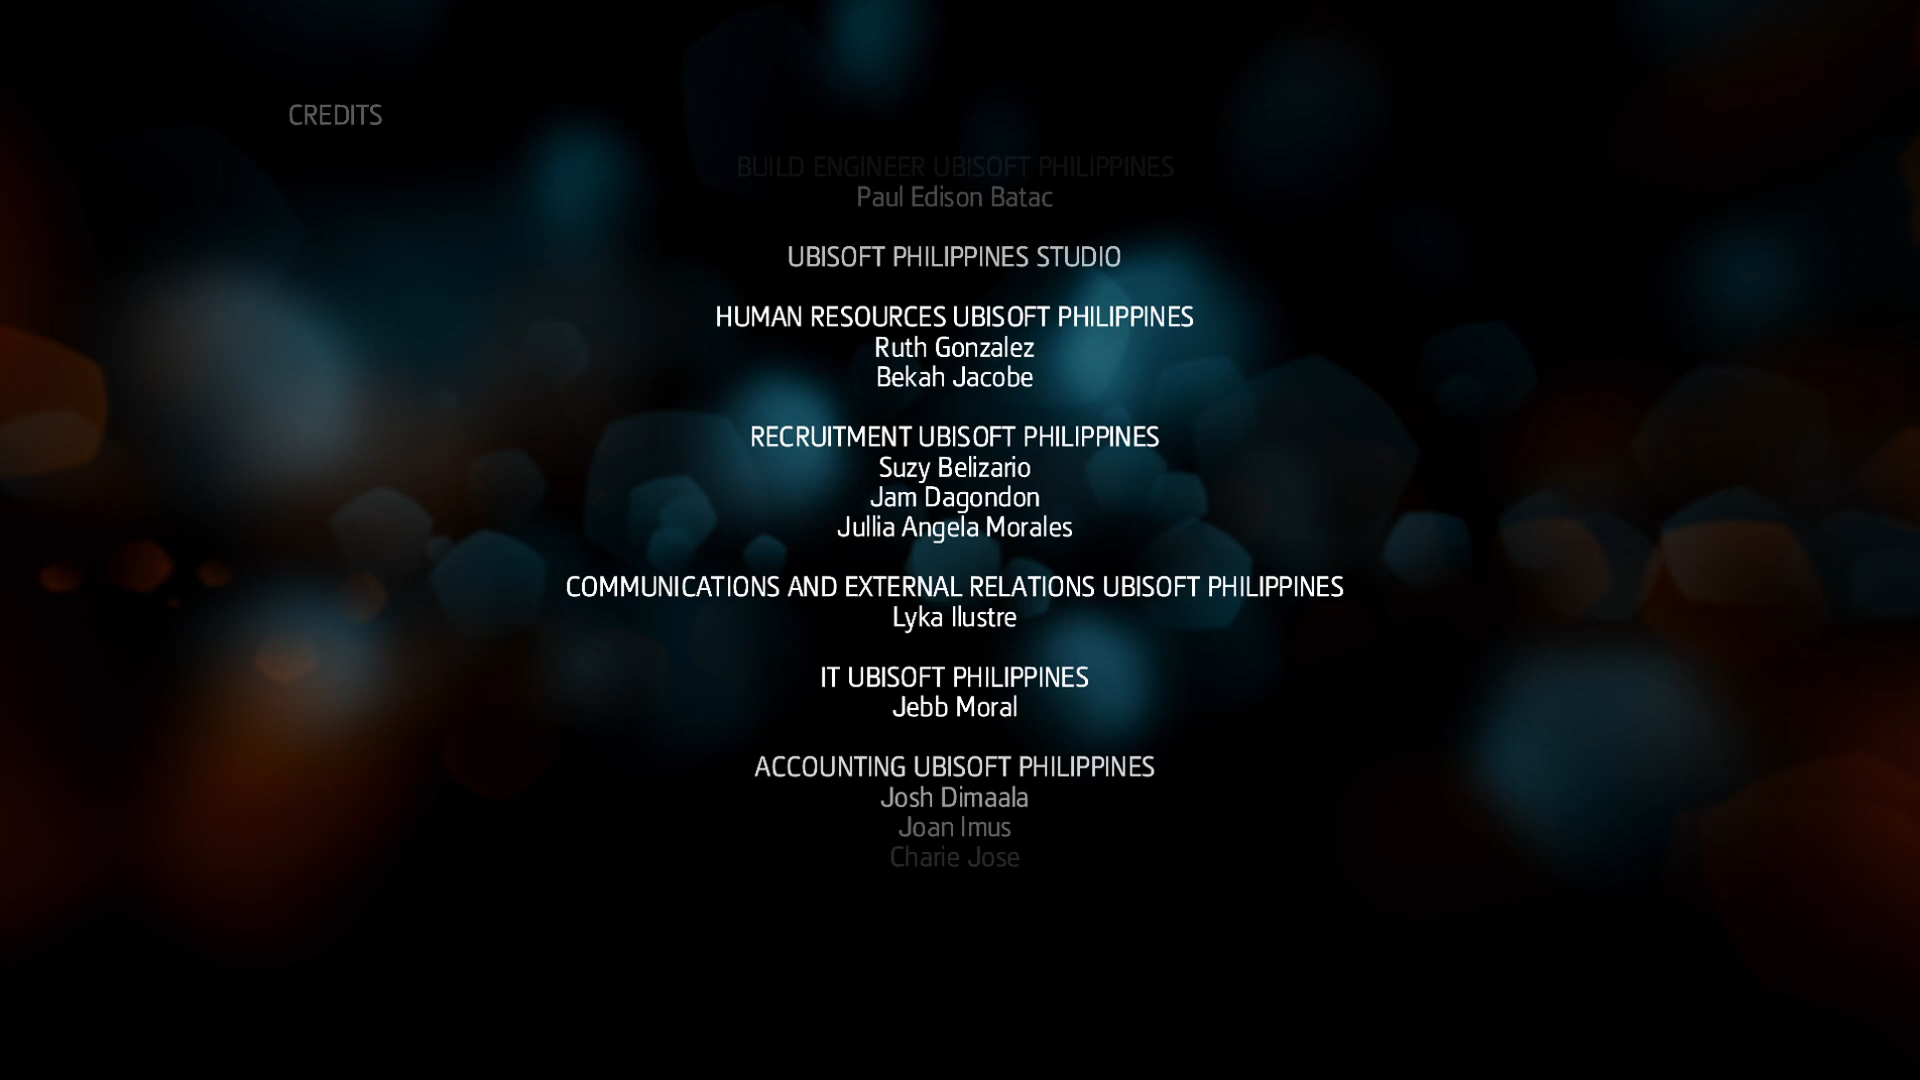 CREDITS
BUILD ENGINEER UBISOFT PHILIPPINES
Paul Edison Batac
UBISOFT PHILIPPINES STUDIO
HUMAN RESOURCES UBISOFT PHILIPPINES
Ruth Gonzalez
Bekah Jacobe
RECRUITMENT UBISOFT PHILIPPINES
Suzy Belizario
Jam Dagondon
Jullia Angela Morales
COMMUNICATIONS AND EXTERNAL RELATIONS UBISOFT PHILIPPINES
Lyka Ilustre
IT UBISOFT PHILIPPINES
Jebb Moral
ACCOUNTING UBISOFT PHILIPPINES
Josh Dimaala
Joan Imus
Charie Jose